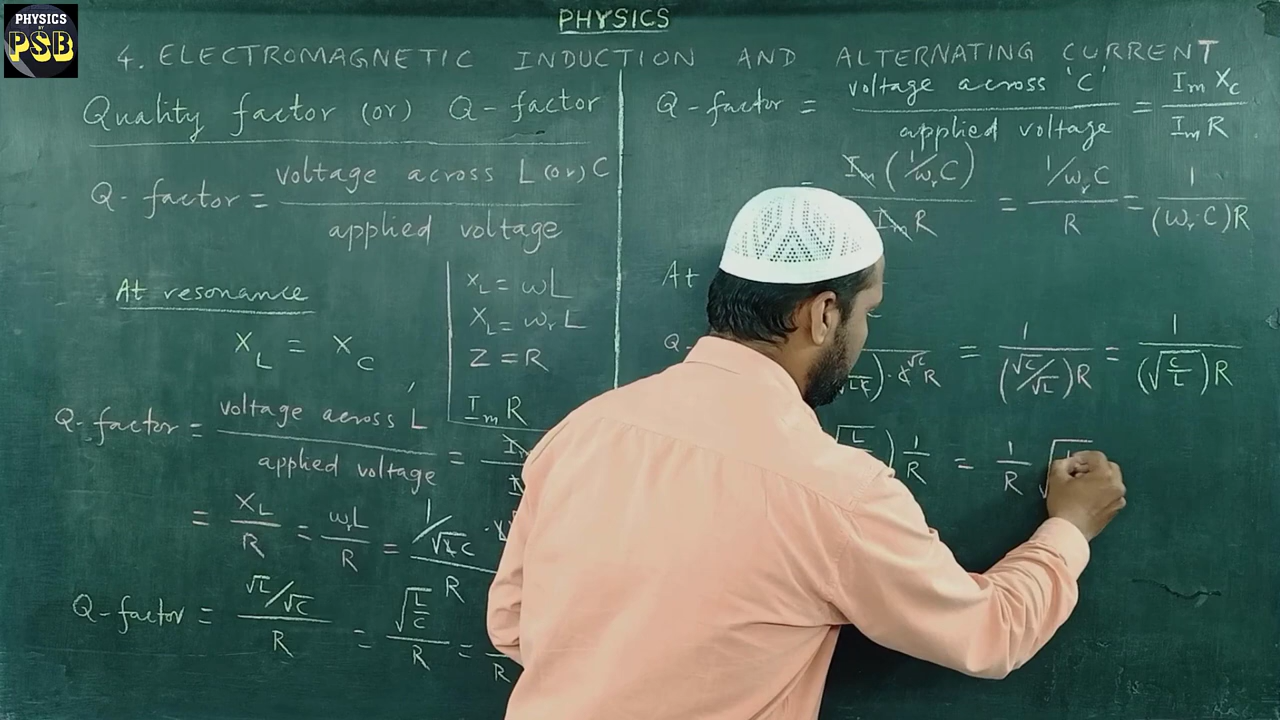 PHYSICS
BY
PSB
PHYSICS
4. ELECTROMAGNETIC INDUCTION AND ALTERNATING CURRENT
Quality factor (or) Q-factor
Q-factor = voltage across L (or) C / applied voltage
At resonance
X_L = X_C
X_L = ωL
X_L = ω_r L
Z = R
I_m R
Q-factor = voltage across L / applied voltage =
= X_L / R = ω_r L / R = 1/√LC ·
R
Q-factor = √L/√C / R = √(L/C) / R =
R
Q-factor = voltage across 'C' / applied voltage = I_m X_C / I_m R
= I_m (1/ω_r C) / I_m R = 1/ω_r C / R = 1 / (ω_r C)R
At
Q-
R = 1 / (√C/√L)R = 1 / (√(C/L))R
) 1/R = 1/R √